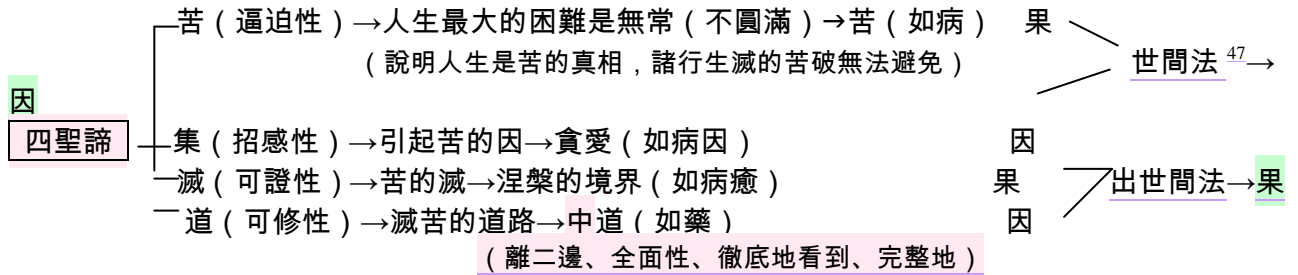 苦（逼迫性）→人生最大的困難是無常（不圓滿）→苦（如病） 果
（說明人生是苦的真相，諸行生滅的苦破無法避免）
世間法 47→
因
四聖諦
集（招感性）→引起苦的因→貪愛（如病因） 因
滅（可證性）→苦的滅→涅槃的境界（如病癒） 果 出世間法→果
道（可修性）→滅苦的道路→中道（如藥） 因
（離二邊、全面性、徹底地看到、完整地）